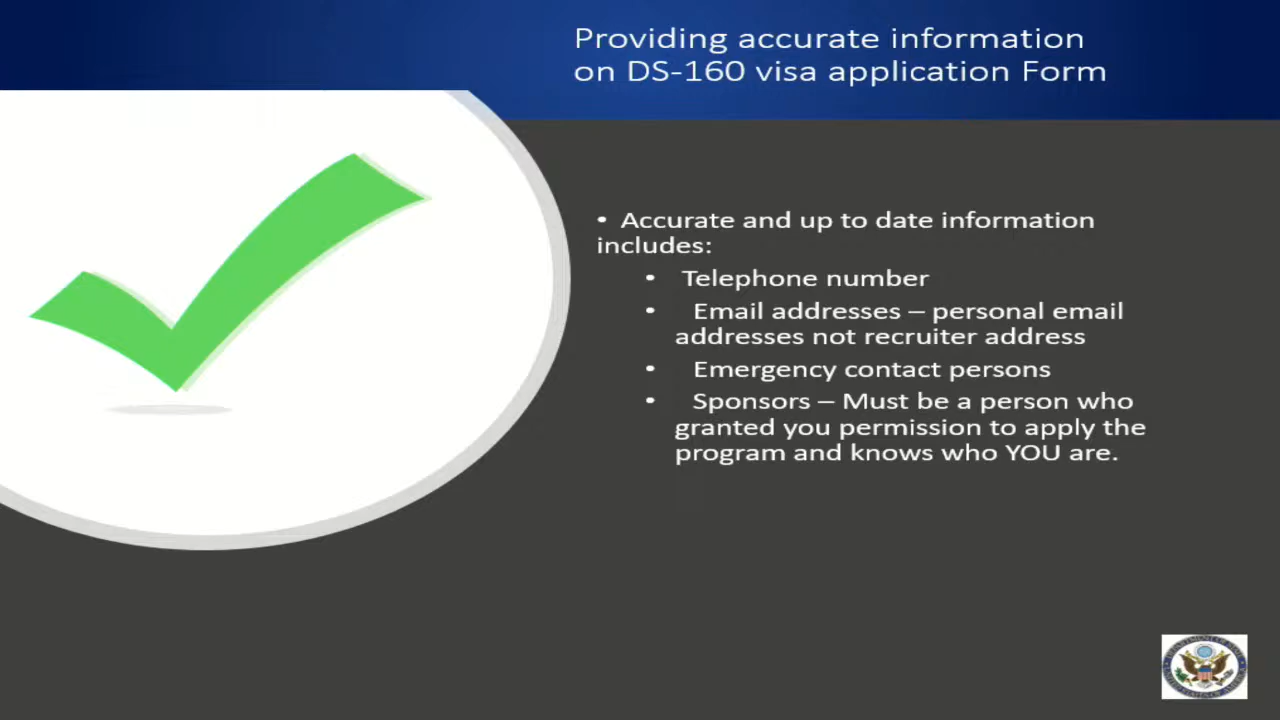 Providing accurate information
on DS-160 visa application Form
• Accurate and up to date information
includes:
• Telephone number
• Email addresses – personal email
addresses not recruiter address
• Emergency contact persons
• Sponsors – Must be a person who
granted you permission to apply the
program and knows who YOU are.